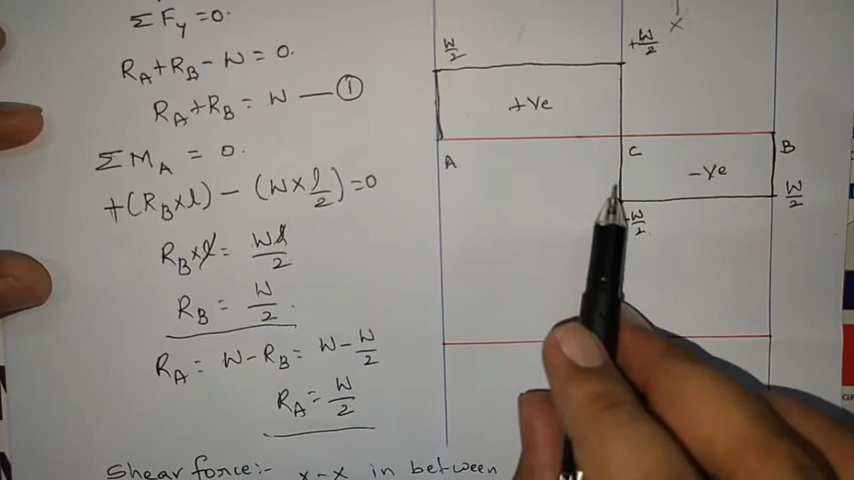 ΣFy = 0.
RA + RB - W = 0.
RA + RB = W — ①
ΣMA = 0.
+(RB × l) - (W × l/2) = 0
RB × l = Wl/2
RB = W/2.
RA = W - RB = W - W/2
RA = W/2
Shear force:- x-x in between
x
W/2
+W/2
+ve
A
C
B
-ve
W/2
-W/2.